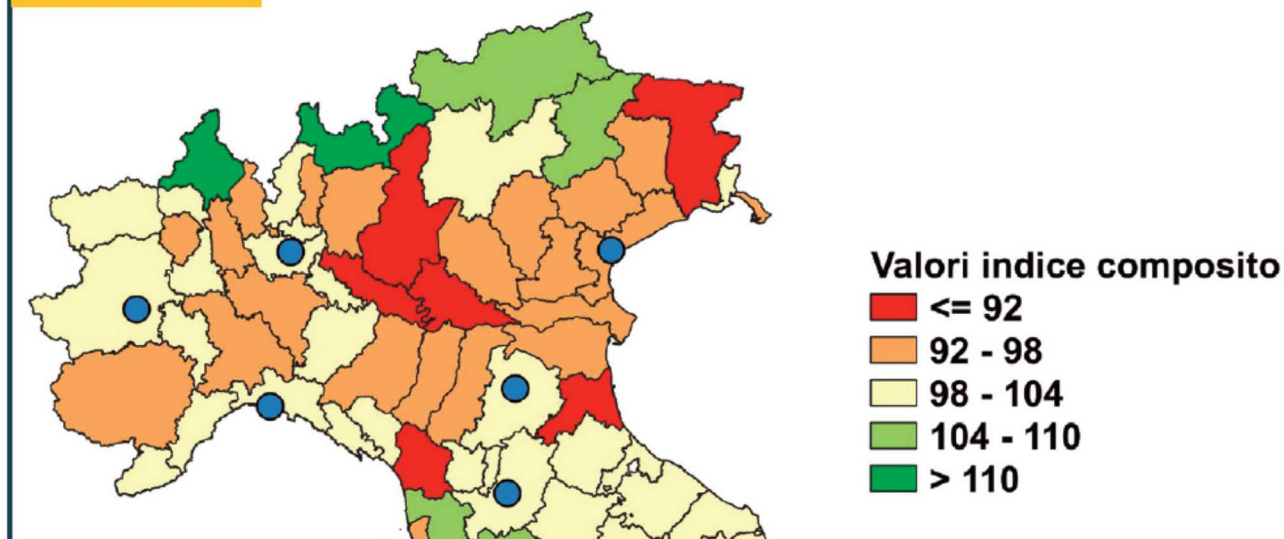 Valori indice composito
<= 92
92 - 98
98 - 104
104 - 110
> 110